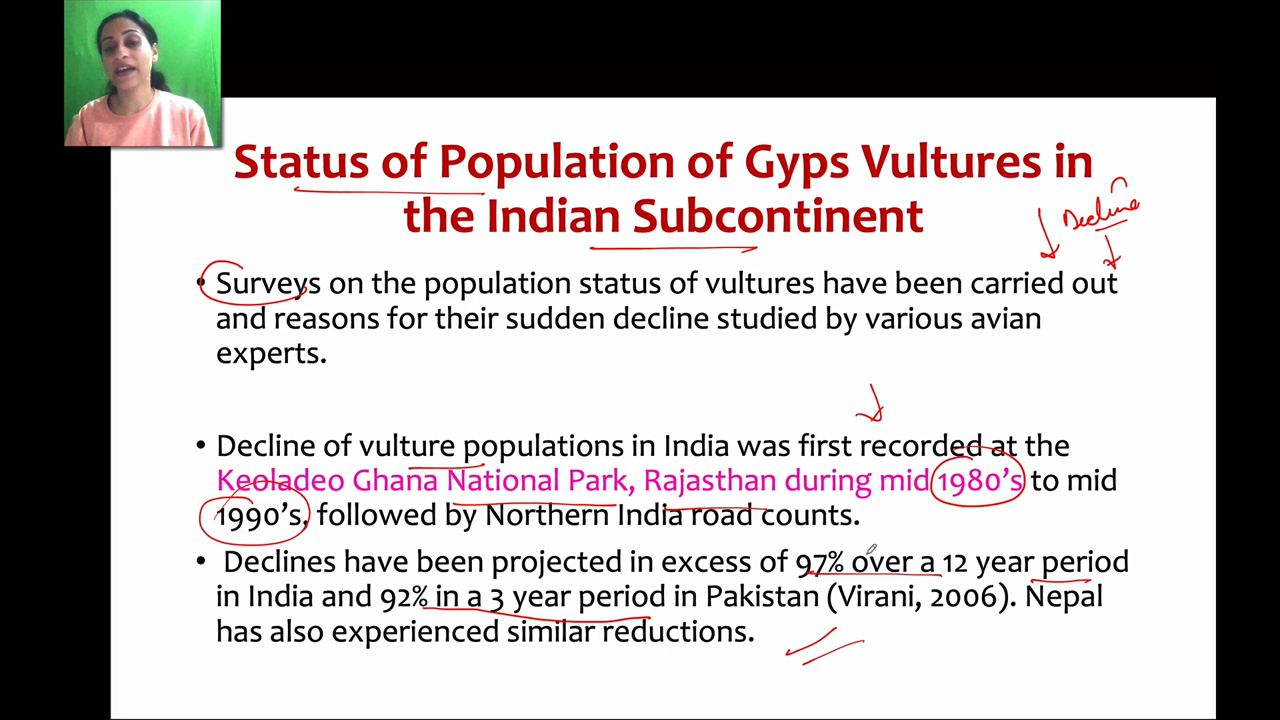 Status of Population of Gyps Vultures in
the Indian Subcontinent
Decline
• Surveys on the population status of vultures have been carried out
and reasons for their sudden decline studied by various avian
experts.
• Decline of vulture populations in India was first recorded at the
Keoladeo Ghana National Park, Rajasthan during mid 1980's to mid
1990's, followed by Northern India road counts.
• Declines have been projected in excess of 97% over a 12 year period
in India and 92% in a 3 year period in Pakistan (Virani, 2006). Nepal
has also experienced similar reductions.